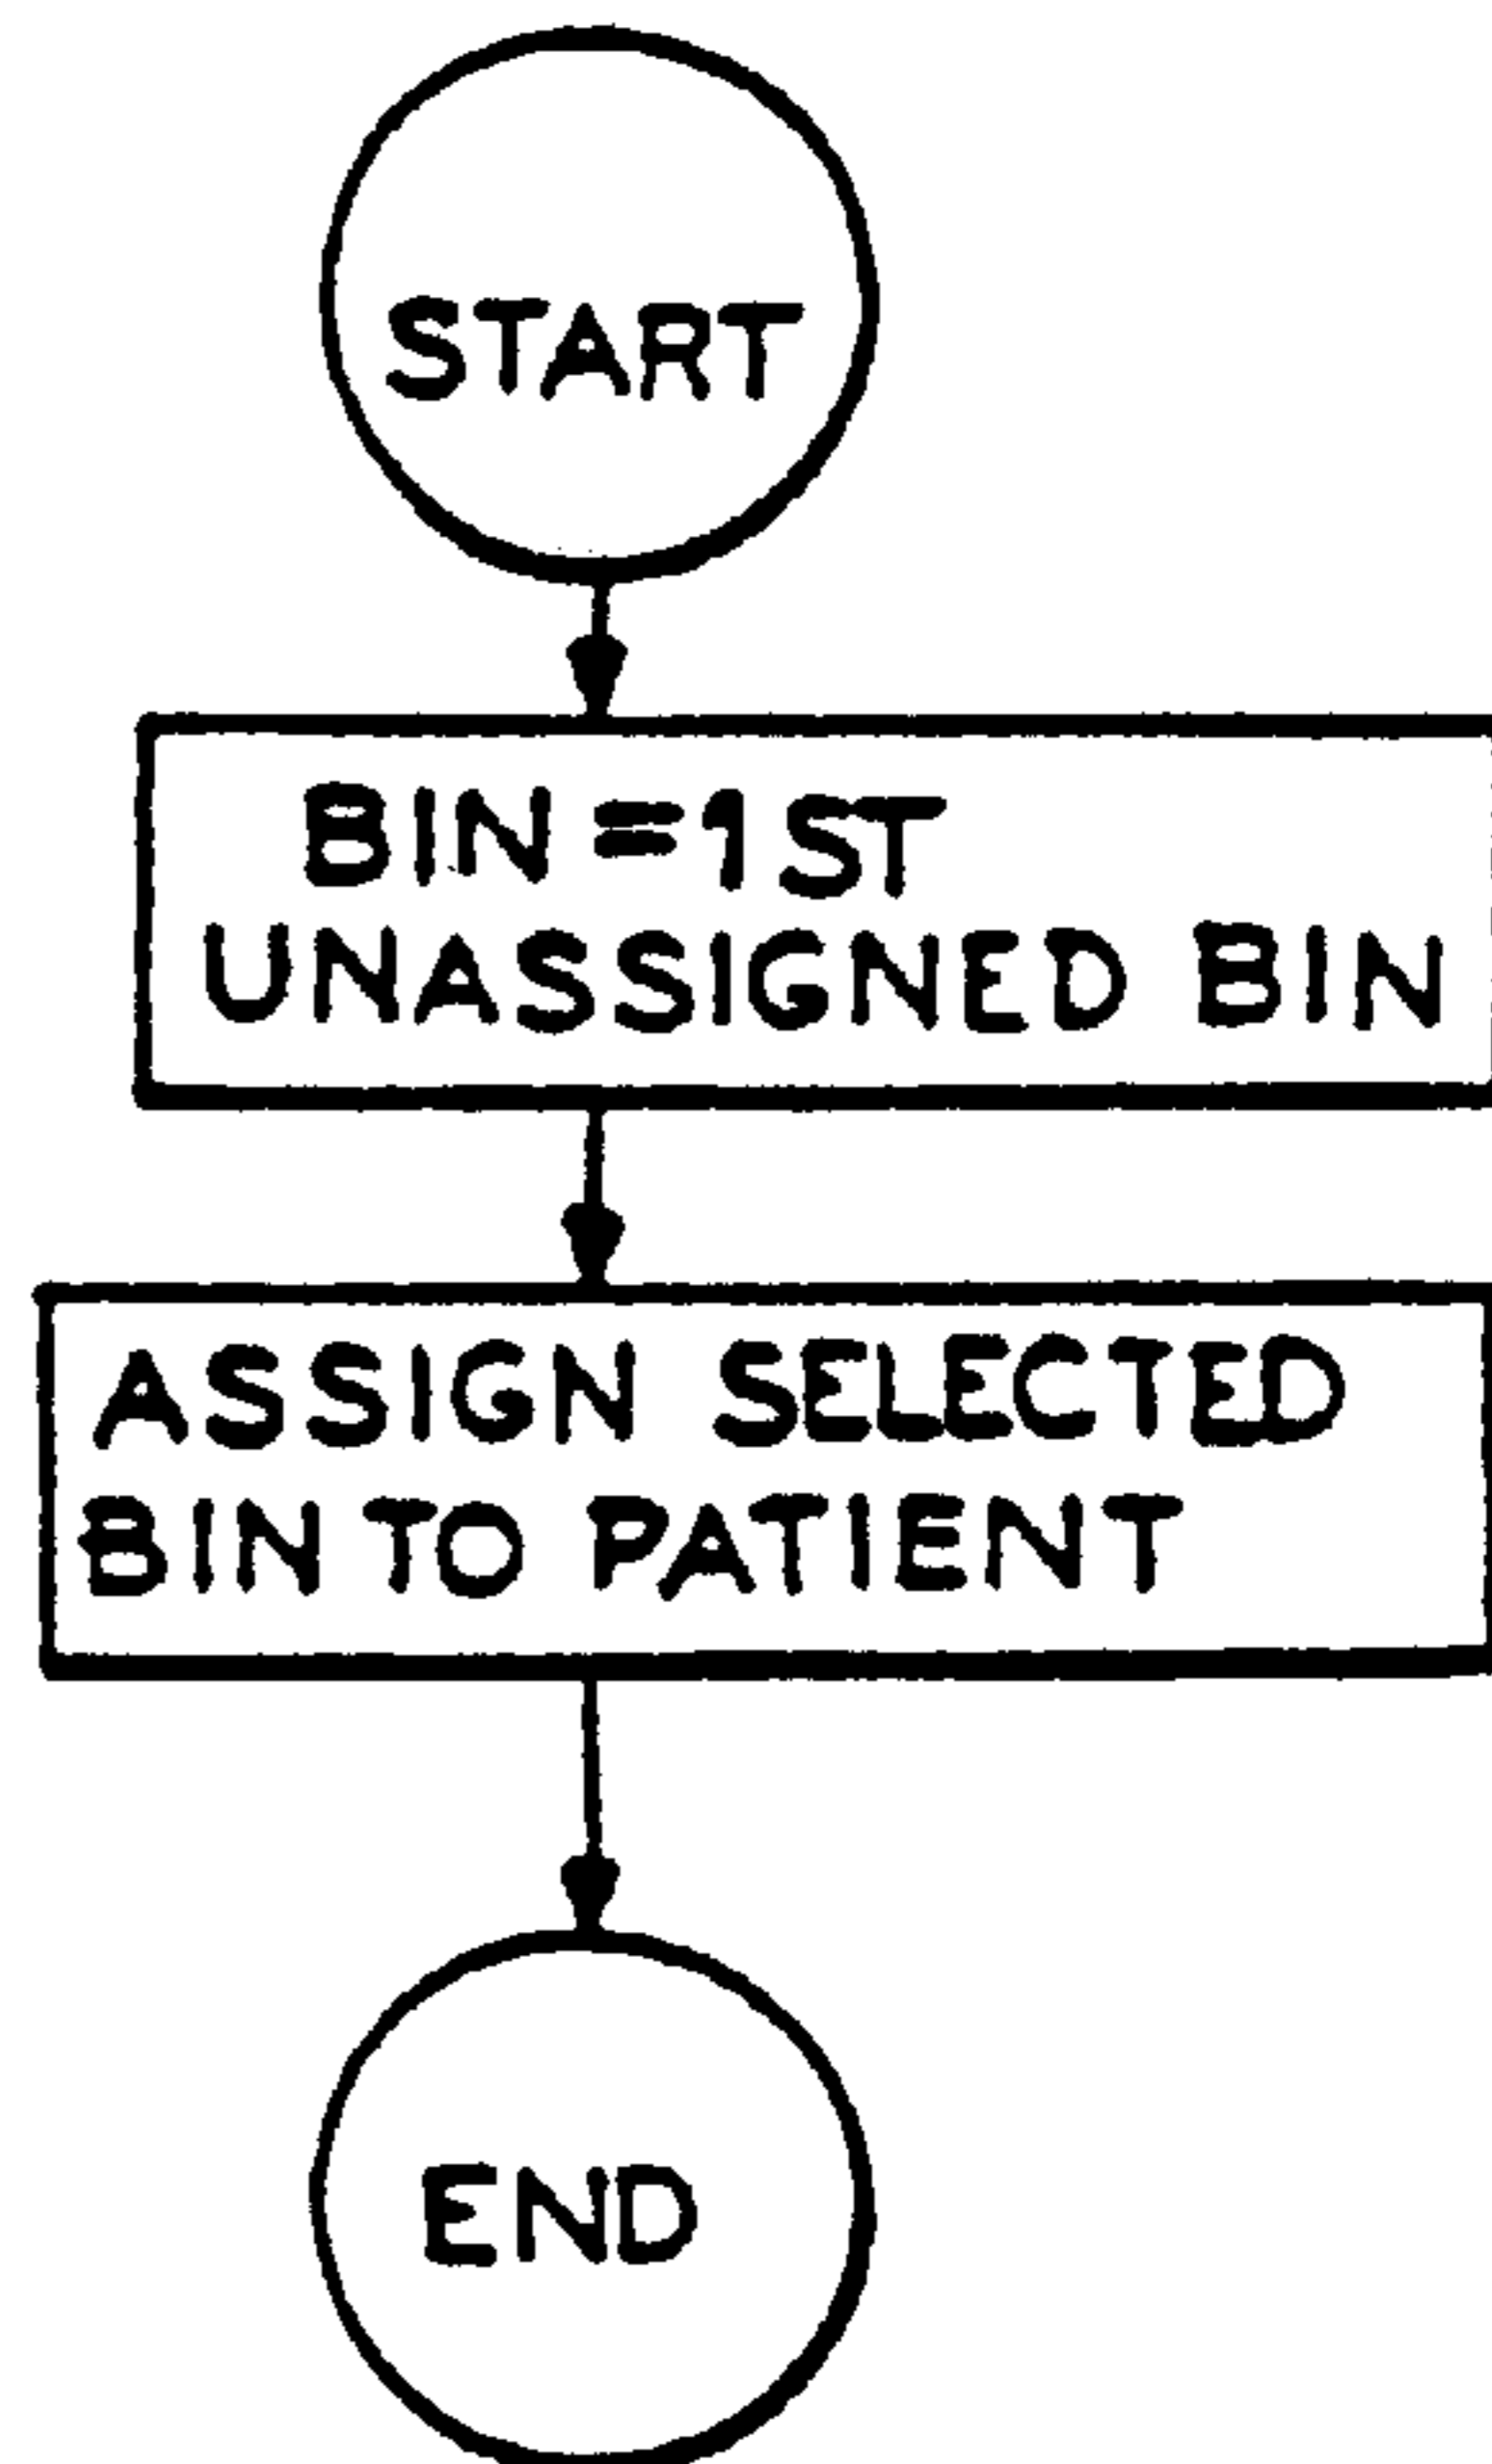 START
BIN = 1ST
UNASSIGNED BIN
ASSIGN SELECTED
BIN TO PATIENT
END